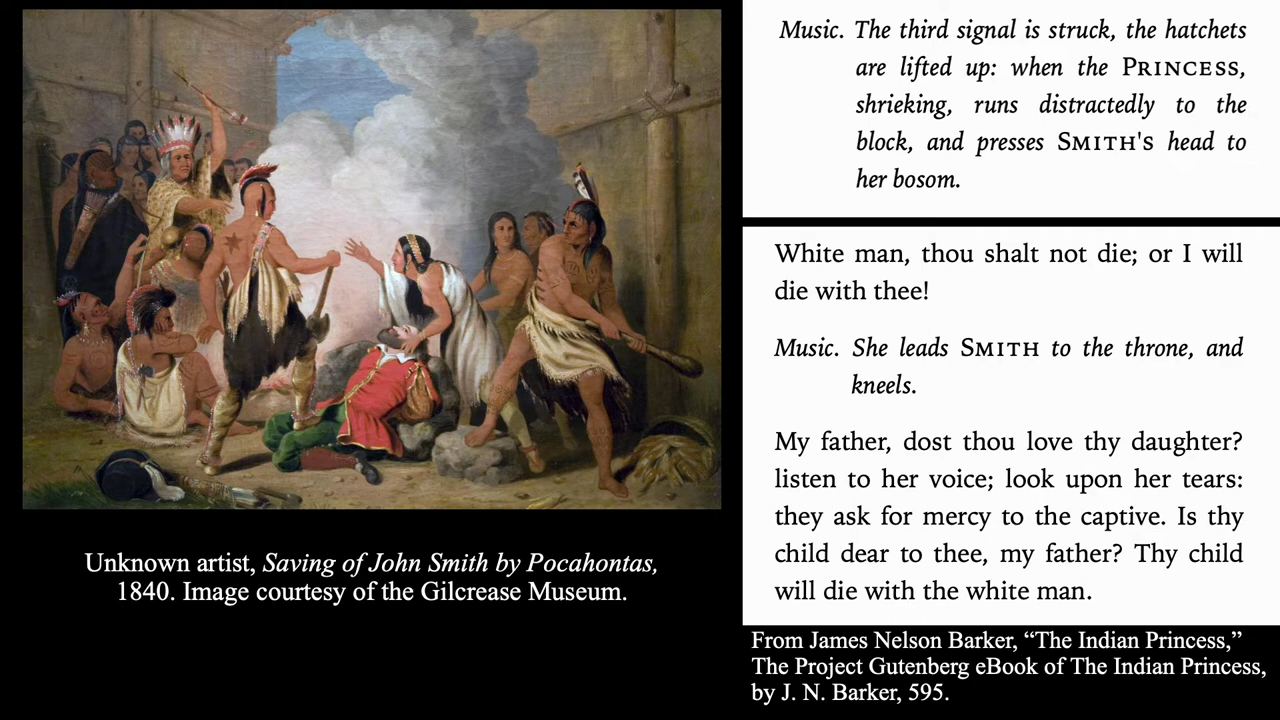 Music. The third signal is struck, the hatchets
are lifted up: when the PRINCESS,
shrieking, runs distractedly to the
block, and presses SMITH'S head to
her bosom.
White man, thou shalt not die; or I will
die with thee!
Music. She leads SMITH to the throne, and
kneels.
My father, dost thou love thy daughter?
listen to her voice; look upon her tears:
they ask for mercy to the captive. Is thy
child dear to thee, my father? Thy child
will die with the white man.
From James Nelson Barker, “The Indian Princess,”
The Project Gutenberg eBook of The Indian Princess,
by J. N. Barker, 595.
Unknown artist, Saving of John Smith by Pocahontas,
1840. Image courtesy of the Gilcrease Museum.